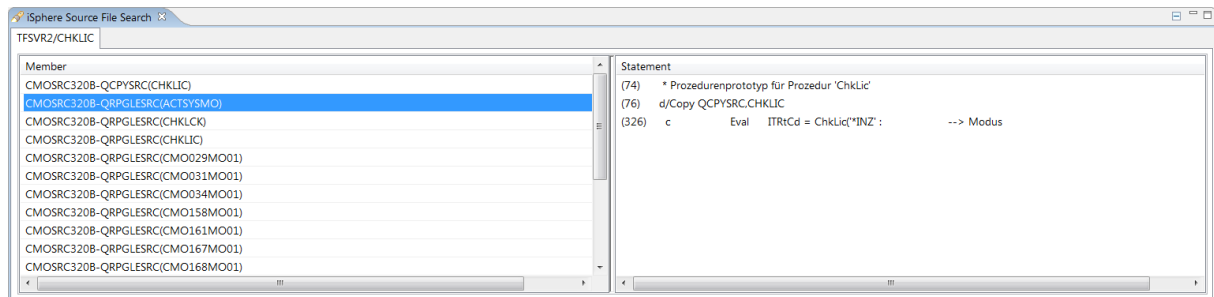 iSphere Source File Search
TFSVR2/CHKLIC
Member
CMOSRC320B-QCPYSRC(CHKLIC)
CMOSRC320B-QRPGLESRC(ACTSYSMO)
CMOSRC320B-QRPGLESRC(CHKLCK)
CMOSRC320B-QRPGLESRC(CHKLIC)
CMOSRC320B-QRPGLESRC(CMO029MO01)
CMOSRC320B-QRPGLESRC(CMO031MO01)
CMOSRC320B-QRPGLESRC(CMO034MO01)
CMOSRC320B-QRPGLESRC(CMO158MO01)
CMOSRC320B-QRPGLESRC(CMO161MO01)
CMOSRC320B-QRPGLESRC(CMO167MO01)
CMOSRC320B-QRPGLESRC(CMO168MO01)
Statement
(74) * Prozedurenprototyp für Prozedur 'ChkLic'
(76) d/Copy QCPYSRC,CHKLIC
(326) c Eval ITRtCd = ChkLic('*INZ' : --> Modus